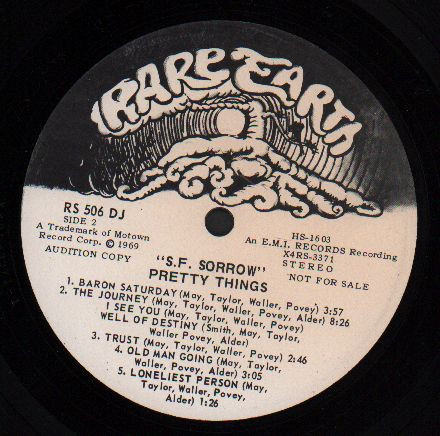 RARE EARTH
RS 506 DJ
SIDE 2
A Trademark of Motown
Record Corp. © 1969
AUDITION COPY
HS-1603
An E.M.I. RECORDS Recording
X4RS-3371
STEREO
NOT FOR SALE
"S.F. SORROW"
PRETTY THINGS
1. BARON SATURDAY (May, Taylor, Waller, Povey) 3:57
2. THE JOURNEY (May, Taylor, Waller, Povey, Alder) 8:26
I SEE YOU (May, Taylor, Waller, Povey)
WELL OF DESTINY (Smith, May, Taylor,
Waller, Povey, Alder)
3. TRUST (May, Taylor, Waller, Povey) 2:46
4. OLD MAN GOING (May, Taylor,
Waller, Povey, Alder) 3:05
5. LONELIEST PERSON (May,
Taylor, Waller, Povey,
Alder) 1:26